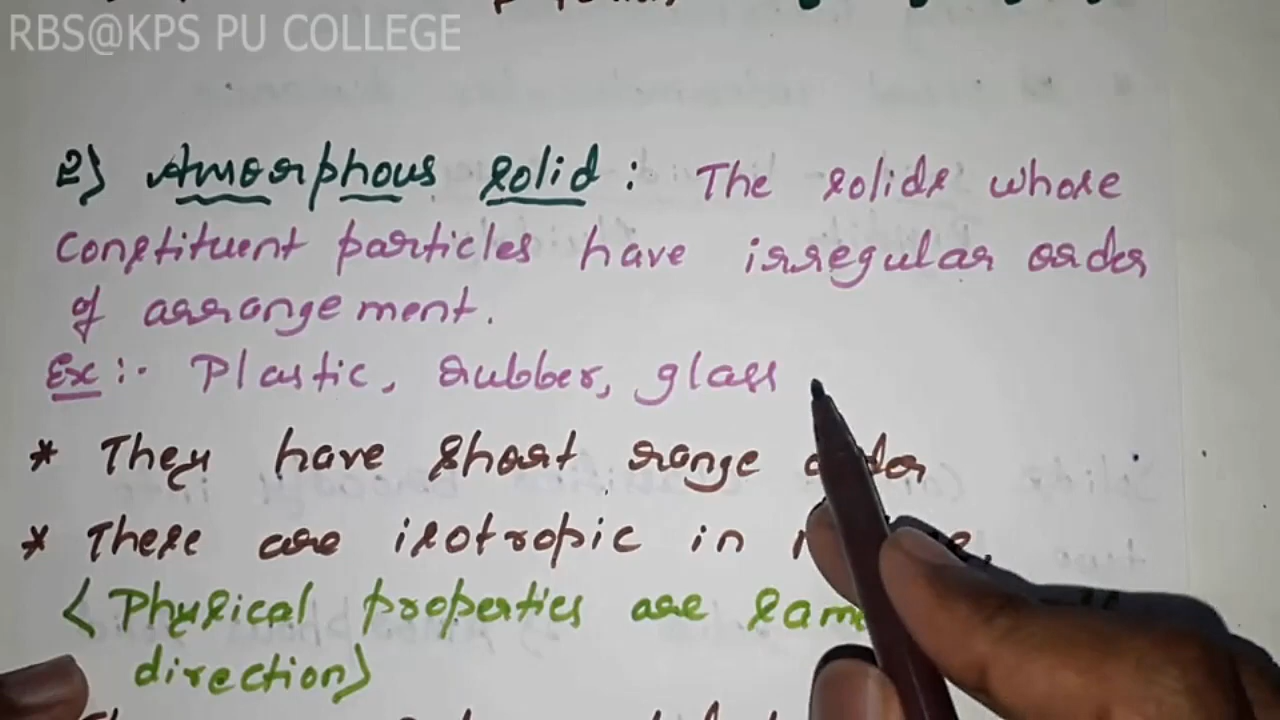 RBS@KPS PU COLLEGE
2) Amorphous solid : The solids whose
constituent particles have irregular order
of arrangement.
Ex :- Plastic, rubber, glass
* They have short range order
* These are isotropic in
<Physical properties are same
direction>